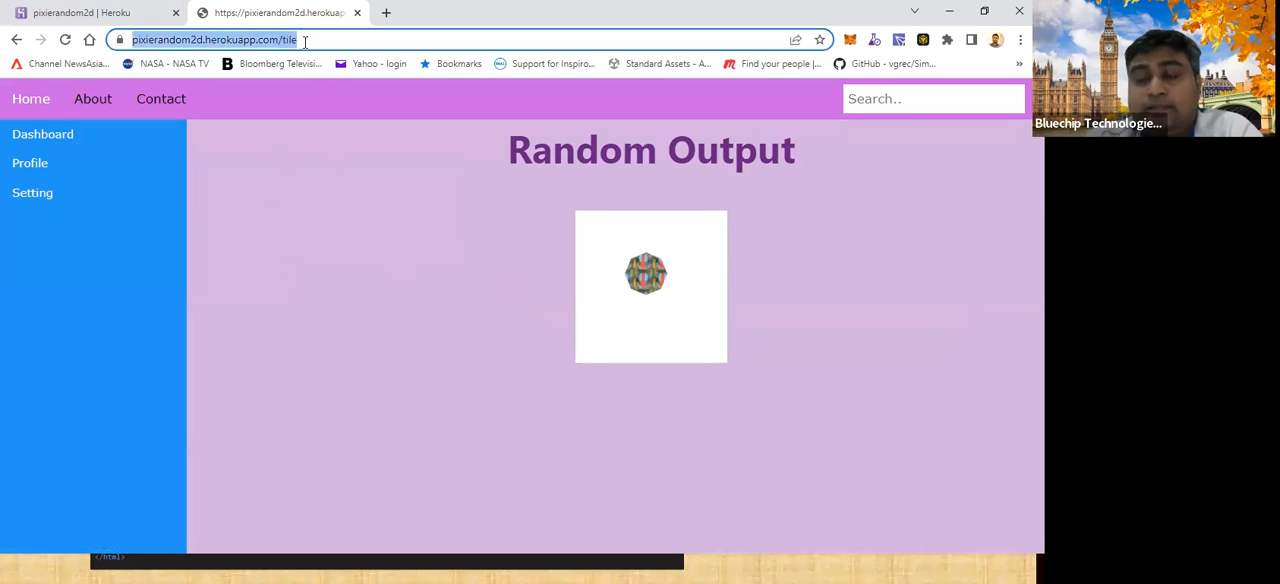 pixierandom2d | Heroku
https://pixierandom2d.herokuap
pixierandom2d.herokuapp.com/tile
Channel NewsAsia...
NASA - NASA TV
Bloomberg Televisi...
Yahoo - login
Bookmarks
Support for Inspiro...
Standard Assets - A...
Find your people |...
GitHub - vgrec/Sim...
»
Home
About
Contact
Search..
Bluechip Technologie...
Dashboard
Profile
Setting
Random Output
</html>